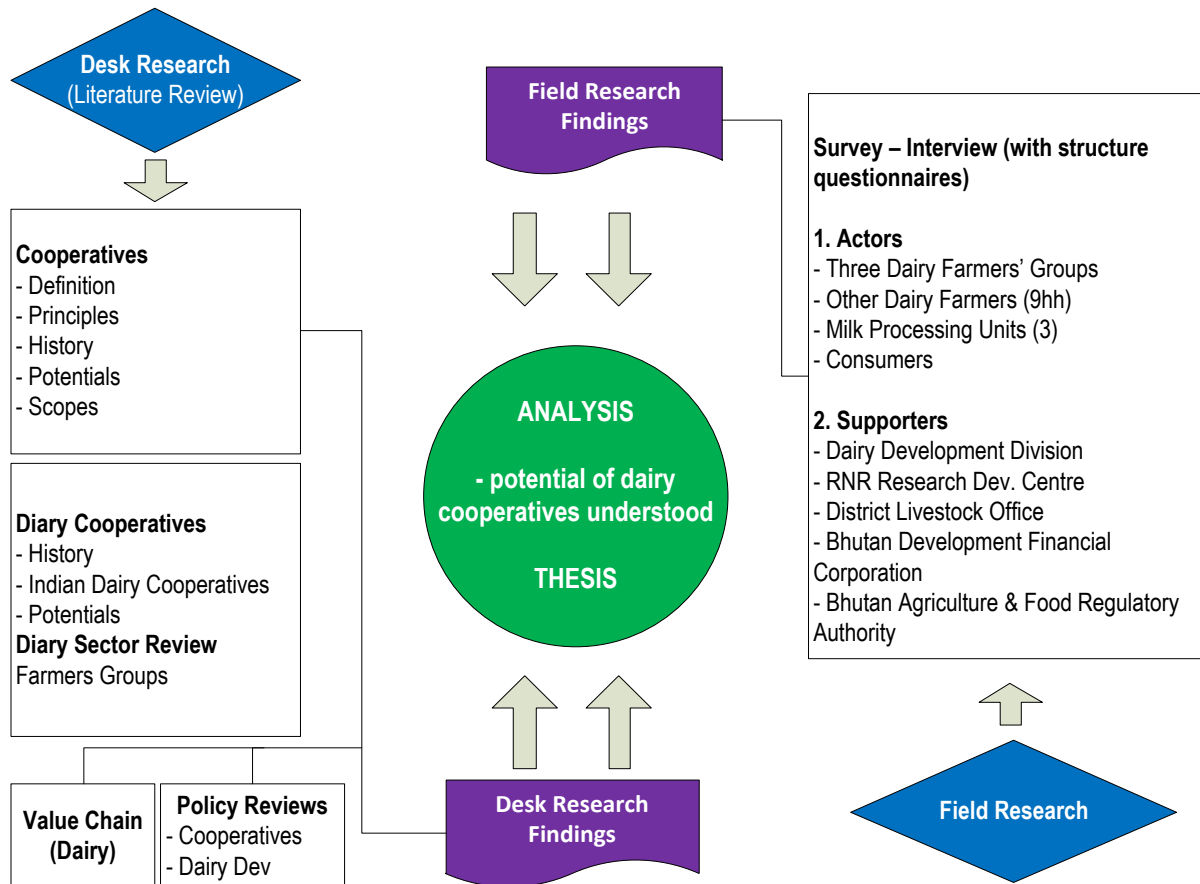 Desk Research
(Literature Review)
Cooperatives
- Definition
- Principles
- History
- Potentials
- Scopes
Diary Cooperatives
- History
- Indian Dairy Cooperatives
- Potentials
Diary Sector Review
Farmers Groups
Value Chain
(Dairy)
Policy Reviews
- Cooperatives
- Dairy Dev
Field Research
Findings
ANALYSIS
- potential of dairy
cooperatives understood
THESIS
Desk Research
Findings
Survey – Interview (with structure
questionnaires)
1. Actors
- Three Dairy Farmers' Groups
- Other Dairy Farmers (9hh)
- Milk Processing Units (3)
- Consumers
2. Supporters
- Dairy Development Division
- RNR Research Dev. Centre
- District Livestock Office
- Bhutan Development Financial
Corporation
- Bhutan Agriculture & Food Regulatory
Authority
Field Research